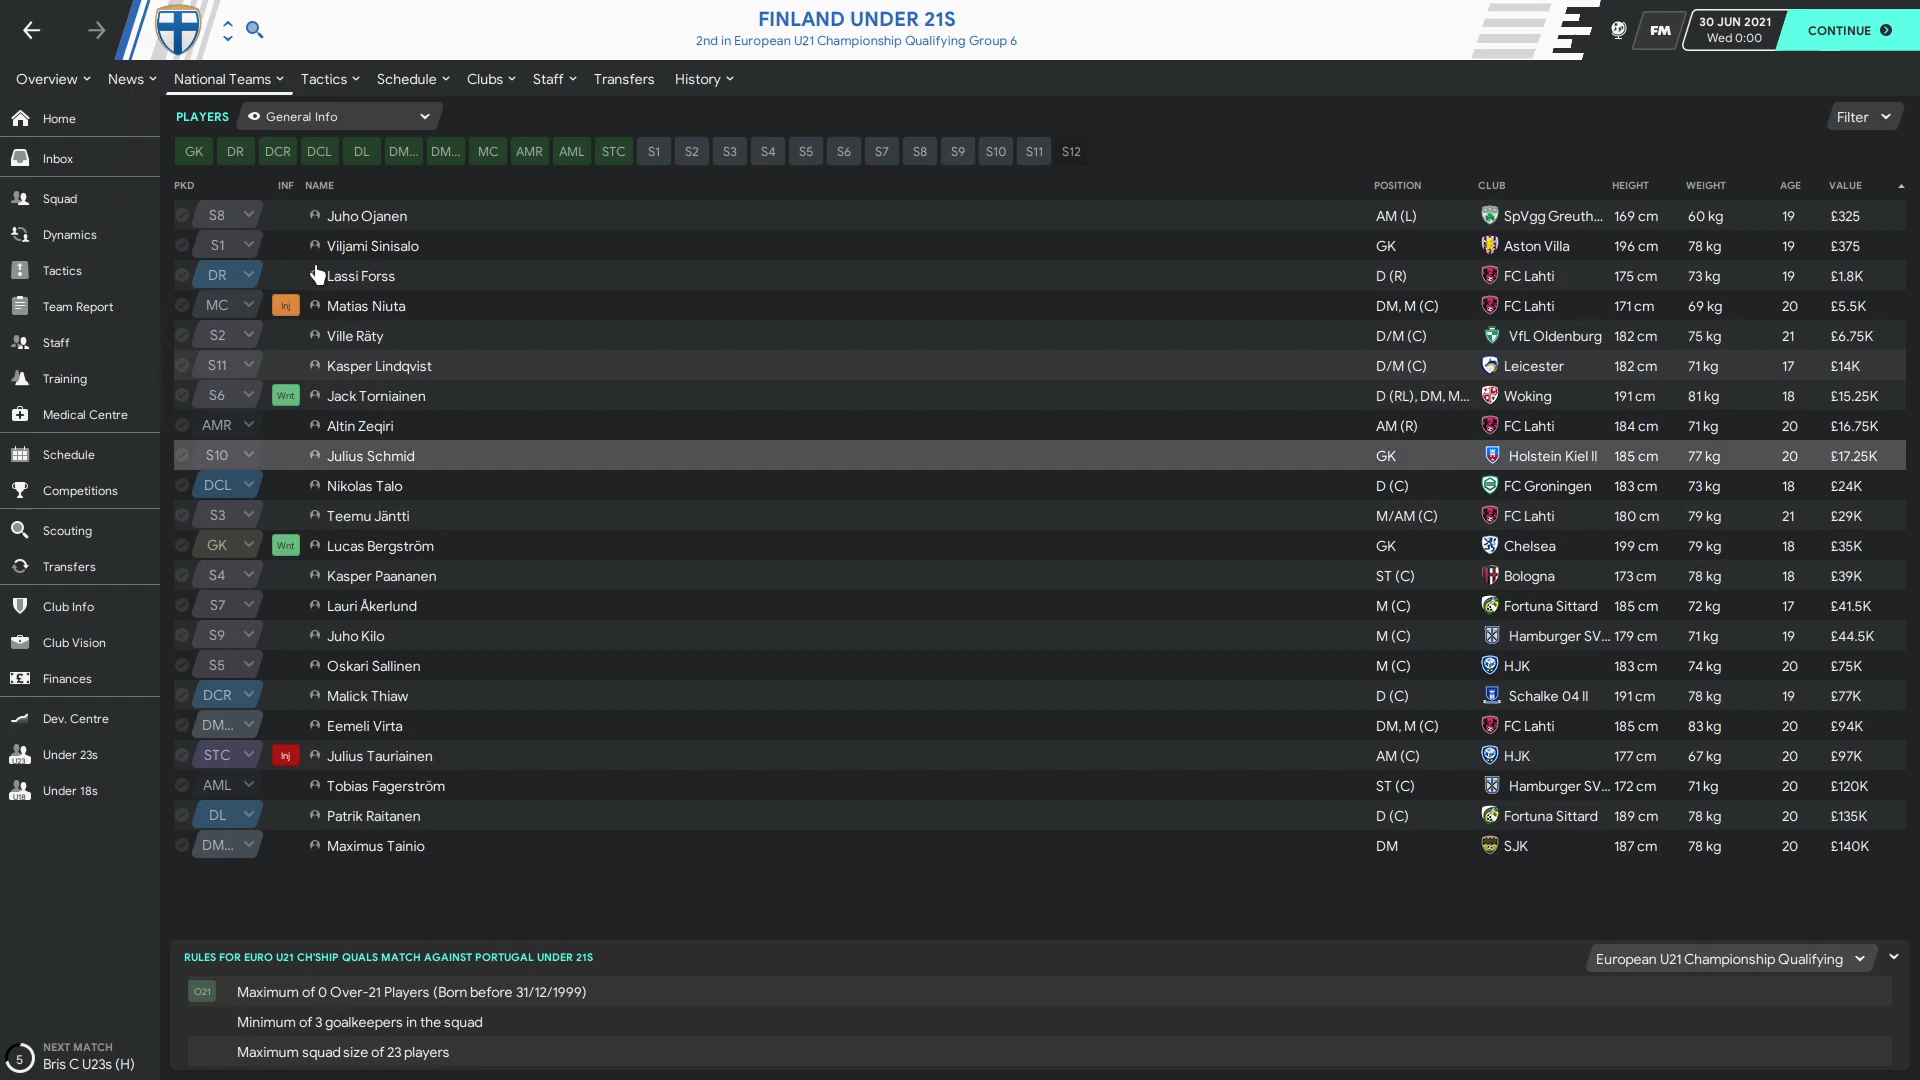 FINLAND UNDER 21S
2nd in European U21 Championship Qualifying Group 6
FM
30 JUN 2021
Wed 0:00
CONTINUE
Overview News National Teams Tactics Schedule Clubs Staff Transfers History
Home
Inbox
Squad
Dynamics
Tactics
Team Report
Staff
Training
Medical Centre
Schedule
Competitions
Scouting
Transfers
Club Info
Club Vision
Finances
Dev. Centre
U23 Under 23s
U18 Under 18s
5 NEXT MATCH
Bris C U23s (H)
PLAYERS General Info Filter
GK DR DCR DCL DL DM... DM... MC AMR AML STC S1 S2 S3 S4 S5 S6 S7 S8 S9 S10 S11 S12
PKD INF NAME POSITION CLUB HEIGHT WEIGHT AGE VALUE
S8 Juho Ojanen AM (L) SpVgg Greuth... 169 cm 60 kg 19 £325
S1 Viljami Sinisalo GK Aston Villa 196 cm 78 kg 19 £375
DR Lassi Forss D (R) FC Lahti 175 cm 73 kg 19 £1.8K
MC Inj Matias Niuta DM, M (C) FC Lahti 171 cm 69 kg 20 £5.5K
S2 Ville Räty D/M (C) VfL Oldenburg 182 cm 75 kg 21 £6.75K
S11 Kasper Lindqvist D/M (C) Leicester 182 cm 71 kg 17 £14K
S6 Wnt Jack Torniainen D (RL), DM, M... Woking 191 cm 81 kg 18 £15.25K
AMR Altin Zeqiri AM (R) FC Lahti 184 cm 71 kg 20 £16.75K
S10 Julius Schmid GK Holstein Kiel II 185 cm 77 kg 20 £17.25K
DCL Nikolas Talo D (C) FC Groningen 183 cm 73 kg 18 £24K
S3 Teemu Jäntti M/AM (C) FC Lahti 180 cm 79 kg 21 £29K
GK Wnt Lucas Bergström GK Chelsea 199 cm 79 kg 18 £35K
S4 Kasper Paananen ST (C) Bologna 173 cm 78 kg 18 £39K
S7 Lauri Åkerlund M (C) Fortuna Sittard 185 cm 72 kg 17 £41.5K
S9 Juho Kilo M (C) Hamburger SV... 179 cm 71 kg 19 £44.5K
S5 Oskari Sallinen M (C) HJK 183 cm 74 kg 20 £75K
DCR Malick Thiaw D (C) Schalke 04 II 191 cm 78 kg 19 £77K
DM... Eemeli Virta DM, M (C) FC Lahti 185 cm 83 kg 20 £94K
STC Inj Julius Tauriainen AM (C) HJK 177 cm 67 kg 20 £97K
AML Tobias Fagerström ST (C) Hamburger SV... 172 cm 71 kg 20 £120K
DL Patrik Raitanen D (C) Fortuna Sittard 189 cm 78 kg 20 £135K
DM... Maximus Tainio DM SJK 187 cm 78 kg 20 £140K
RULES FOR EURO U21 CH'SHIP QUALS MATCH AGAINST PORTUGAL UNDER 21S European U21 Championship Qualifying
O21 Maximum of 0 Over-21 Players (Born before 31/12/1999)
Minimum of 3 goalkeepers in the squad
Maximum squad size of 23 players